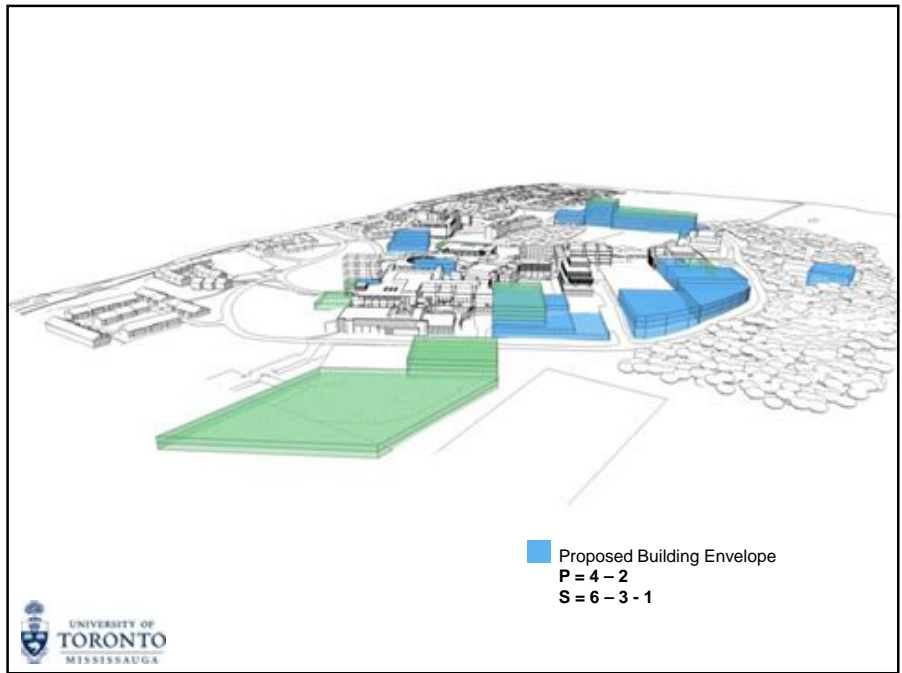 Proposed Building Envelope
P = 4 – 2
S = 6 – 3 - 1
UNIVERSITY OF
TORONTO
MISSISSAUGA